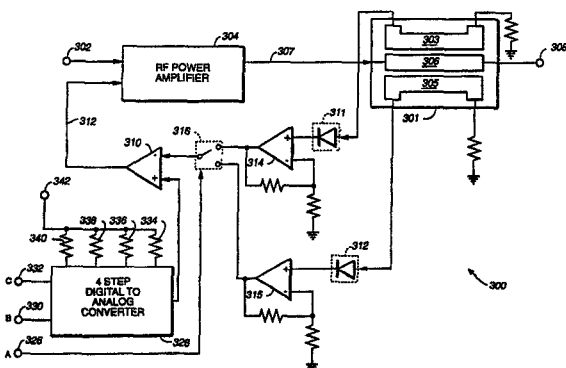 304
302
RF POWER
AMPLIFIER
307
303
306
305
308
301
311
312
310
316
314
342
338
336
334
340
312
315
C
332
4 STEP
DIGITAL TO
ANALOG
CONVERTER
300
B
330
328
A
326